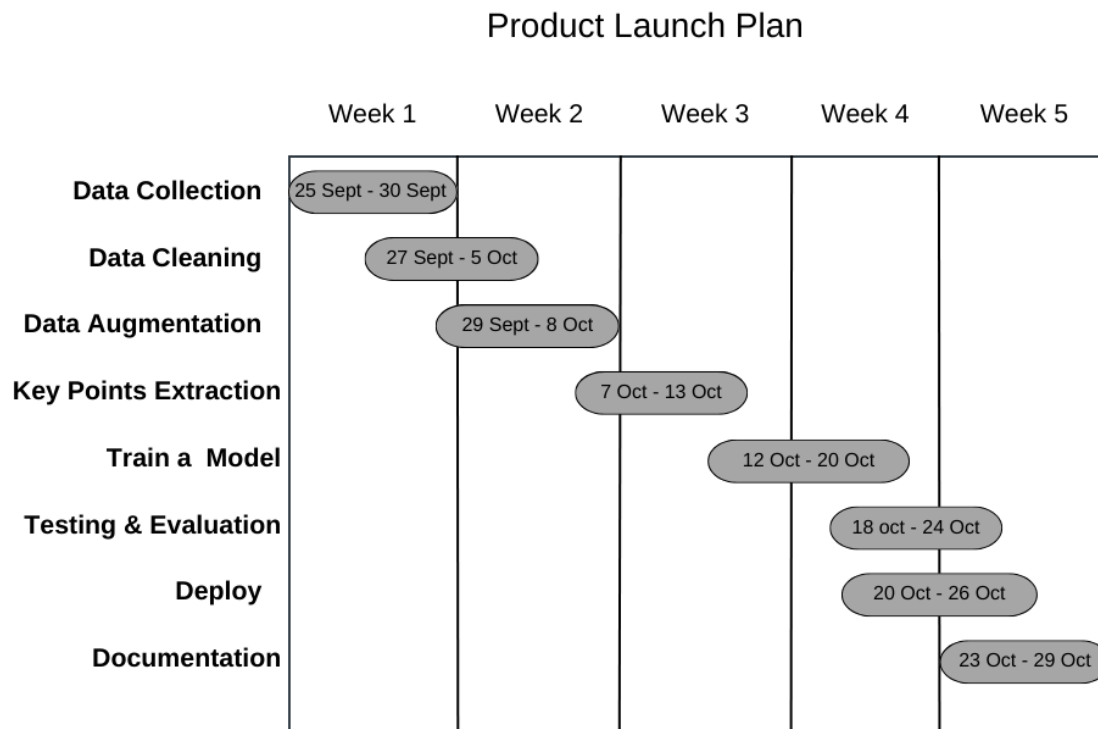 Product Launch Plan
Week 1 Week 2 Week 3 Week 4 Week 5
Data Collection 25 Sept - 30 Sept
Data Cleaning 27 Sept - 5 Oct
Data Augmentation 29 Sept - 8 Oct
Key Points Extraction 7 Oct - 13 Oct
Train a Model 12 Oct - 20 Oct
Testing & Evaluation 18 oct - 24 Oct
Deploy 20 Oct - 26 Oct
Documentation 23 Oct - 29 Oct